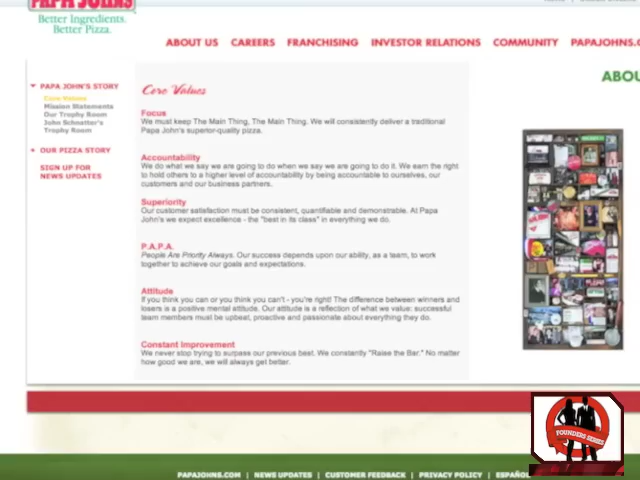 PAPA JOHNS
Better Ingredients.
Better Pizza.
ABOUT US CAREERS FRANCHISING INVESTOR RELATIONS COMMUNITY PAPAJOHNS.C
PAPA JOHN'S STORY
Core Values
Mission Statements
Our Trophy Room
John Schnatter's
Trophy Room
OUR PIZZA STORY
SIGN UP FOR
NEWS UPDATES
Core Values
Focus
We must keep The Main Thing, The Main Thing. We will consistently deliver a traditional
Papa John's superior-quality pizza.
Accountability
We do what we say we are going to do when we say we are going to do it. We earn the right
to hold others to a higher level of accountability by being accountable to ourselves, our
customers and our business partners.
Superiority
Our customer satisfaction must be consistent, quantifiable and demonstrable. At Papa
John's we expect excellence - the "best in its class" in everything we do.
P.A.P.A.
People Are Priority Always. Our success depends upon our ability, as a team, to work
together to achieve our goals and expectations.
Attitude
If you think you can or you think you can't - you're right! The difference between winners and
losers is a positive mental attitude. Our attitude is a reflection of what we value: successful
team members must be upbeat, proactive and passionate about everything they do.
Constant Improvement
We never stop trying to surpass our previous best. We constantly "Raise the Bar." No matter
how good we are, we will always get better.
ABOU
FOUNDERS SERIES
PAPAJOHNS.COM | NEWS UPDATES | CUSTOMER FEEDBACK | PRIVACY POLICY | ESPAÑOL